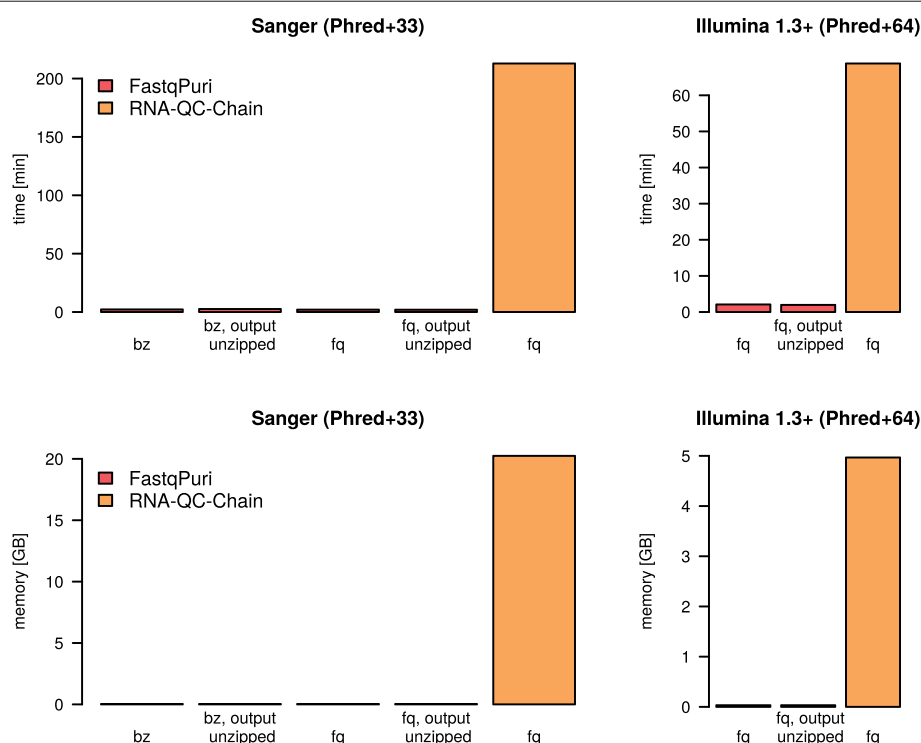 Sanger (Phred+33)
Illumina 1.3+ (Phred+64)
time [min]
200
150
100
50
0
FastqPuri
RNA-QC-Chain
bz
bz, output
unzipped
fq
fq, output
unzipped
fq
time [min]
60
50
40
30
20
10
0
fq
fq, output
unzipped
fq
Sanger (Phred+33)
Illumina 1.3+ (Phred+64)
memory [GB]
20
15
10
5
0
FastqPuri
RNA-QC-Chain
bz
bz, output
unzipped
fq
fq, output
unzipped
fq
memory [GB]
5
4
3
2
1
0
fq
fq, output
unzipped
fq